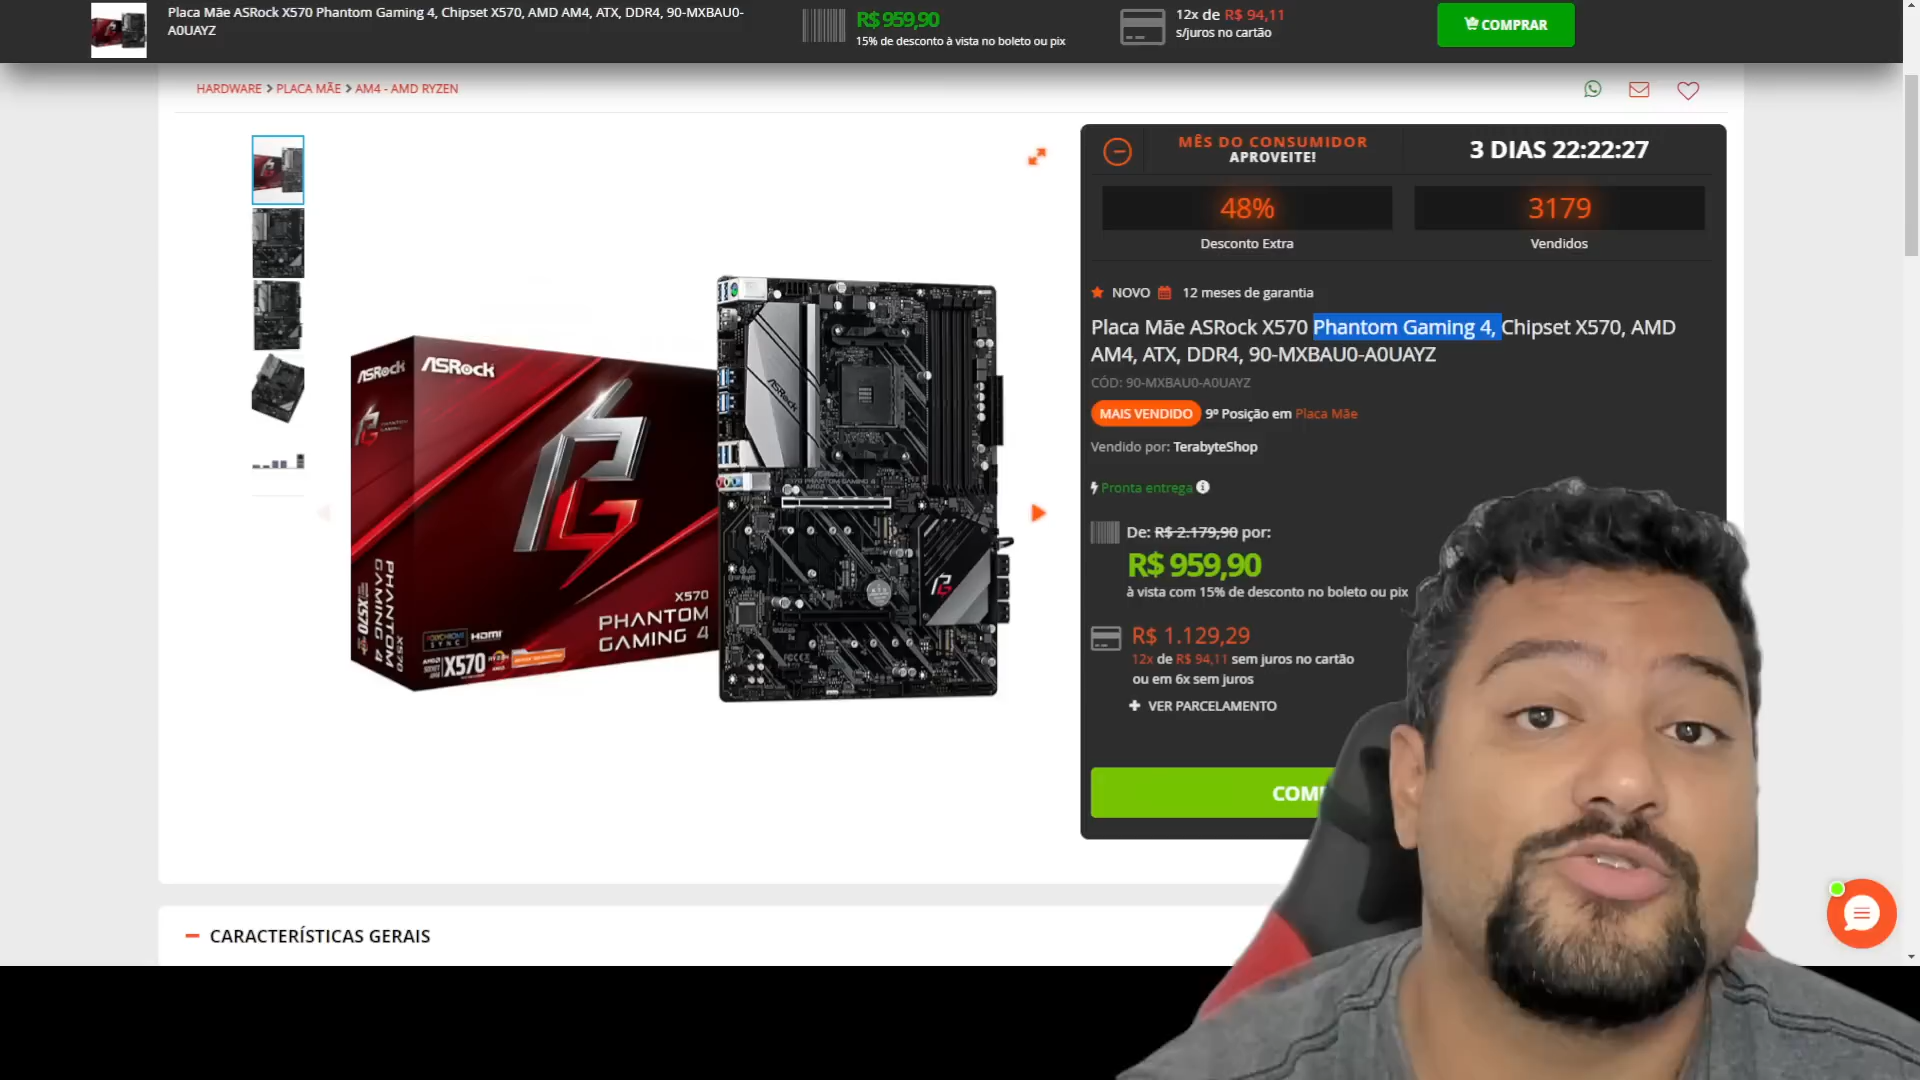 Placa Mãe ASRock X570 Phantom Gaming 4, Chipset X570, AMD AM4, ATX, DDR4, 90-MXBAU0-
A0UAYZ
R$ 959,90
15% de desconto à vista no boleto ou pix
12x de R$ 94,11
s/juros no cartão
COMPRAR
HARDWARE > PLACA MÃE > AM4 - AMD RYZEN
MÊS DO CONSUMIDOR
APROVEITE!
3 DIAS 22:22:27
48%
Desconto Extra
3179
Vendidos
NOVO 12 meses de garantia
Placa Mãe ASRock X570 Phantom Gaming 4, Chipset X570, AMD
AM4, ATX, DDR4, 90-MXBAU0-A0UAYZ
CÓD: 90-MXBAU0-A0UAYZ
MAIS VENDIDO 9º Posição em Placa Mãe
Vendido por: TerabyteShop
Pronta entrega
De: R$ 2.179,90 por:
R$ 959,90
à vista com 15% de desconto no boleto ou pix
R$ 1.129,29
12x de R$ 94,11 sem juros no cartão
ou em 6x sem juros
+ VER PARCELAMENTO
COM
ASRock
ASRock
PHANTOM
GAMING 4
X570
X570
PHANTOM
GAMING 4
HDMI
X570
ASRock
CARACTERÍSTICAS GERAIS